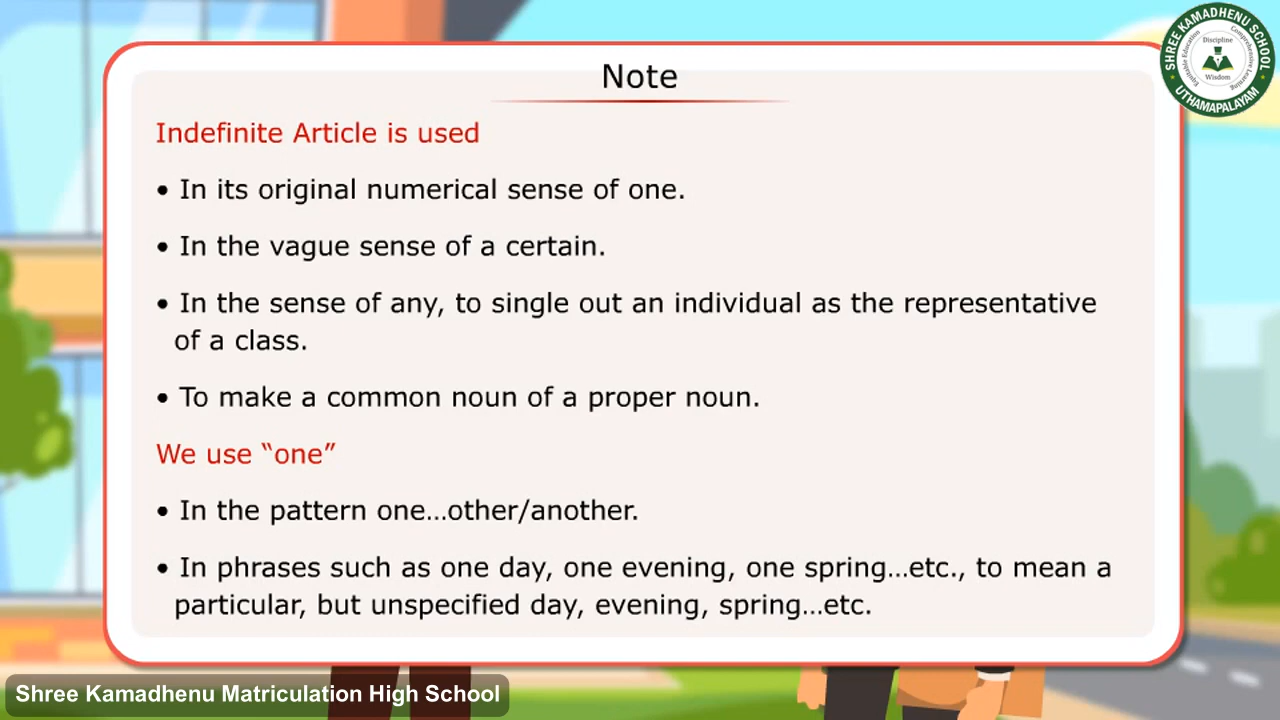 Note
Indefinite Article is used
• In its original numerical sense of one.
• In the vague sense of a certain.
• In the sense of any, to single out an individual as the representative
of a class.
• To make a common noun of a proper noun.
We use “one”
• In the pattern one...other/another.
• In phrases such as one day, one evening, one spring...etc., to mean a
particular, but unspecified day, evening, spring...etc.
SHREE KAMADHENU SCHOOL
UTHAMAPALAYAM
Equitable Education
Discipline
Comprehensive Learning
Wisdom
Shree Kamadhenu Matriculation High School